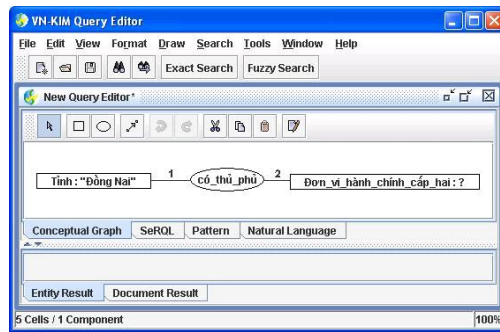 VN-KIM Query Editor
File Edit View Format Draw Search Tools Window Help
Exact Search Fuzzy Search
New Query Editor*
Tỉnh : "Đồng Nai" 1 có_thủ_phủ 2 Đơn_vị_hành_chính_cấp_hai : ?
Conceptual Graph SeRQL Pattern Natural Language
Entity Result Document Result
5 Cells / 1 Component 100%